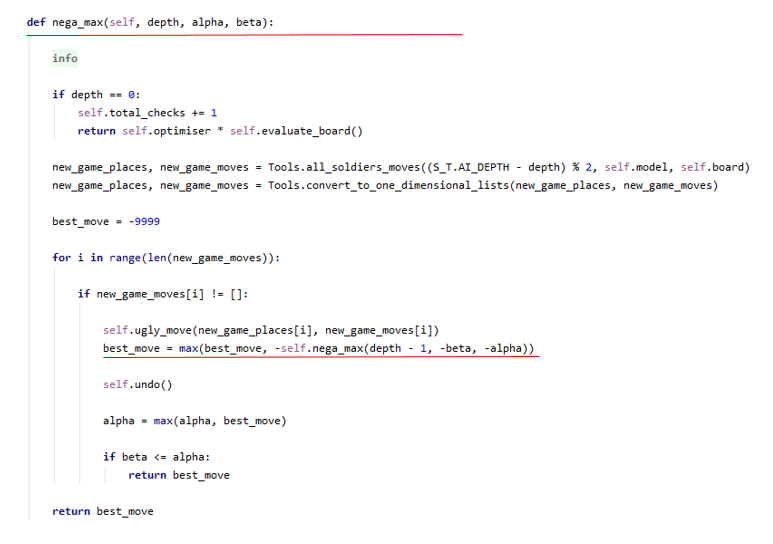 def nega_max(self, depth, alpha, beta):
info
if depth == 0:
self.total_checks += 1
return self.optimiser * self.evaluate_board()
new_game_places, new_game_moves = Tools.all_soldiers_moves((S_T.AI_DEPTH - depth) % 2, self.model, self.board)
new_game_places, new_game_moves = Tools.convert_to_one_dimensional_lists(new_game_places, new_game_moves)
best_move = -9999
for i in range(len(new_game_moves)):
if new_game_moves[i] != []:
self.ugly_move(new_game_places[i], new_game_moves[i])
best_move = max(best_move, -self.nega_max(depth - 1, -beta, -alpha))
self.undo()
alpha = max(alpha, best_move)
if beta <= alpha:
return best_move
return best_move